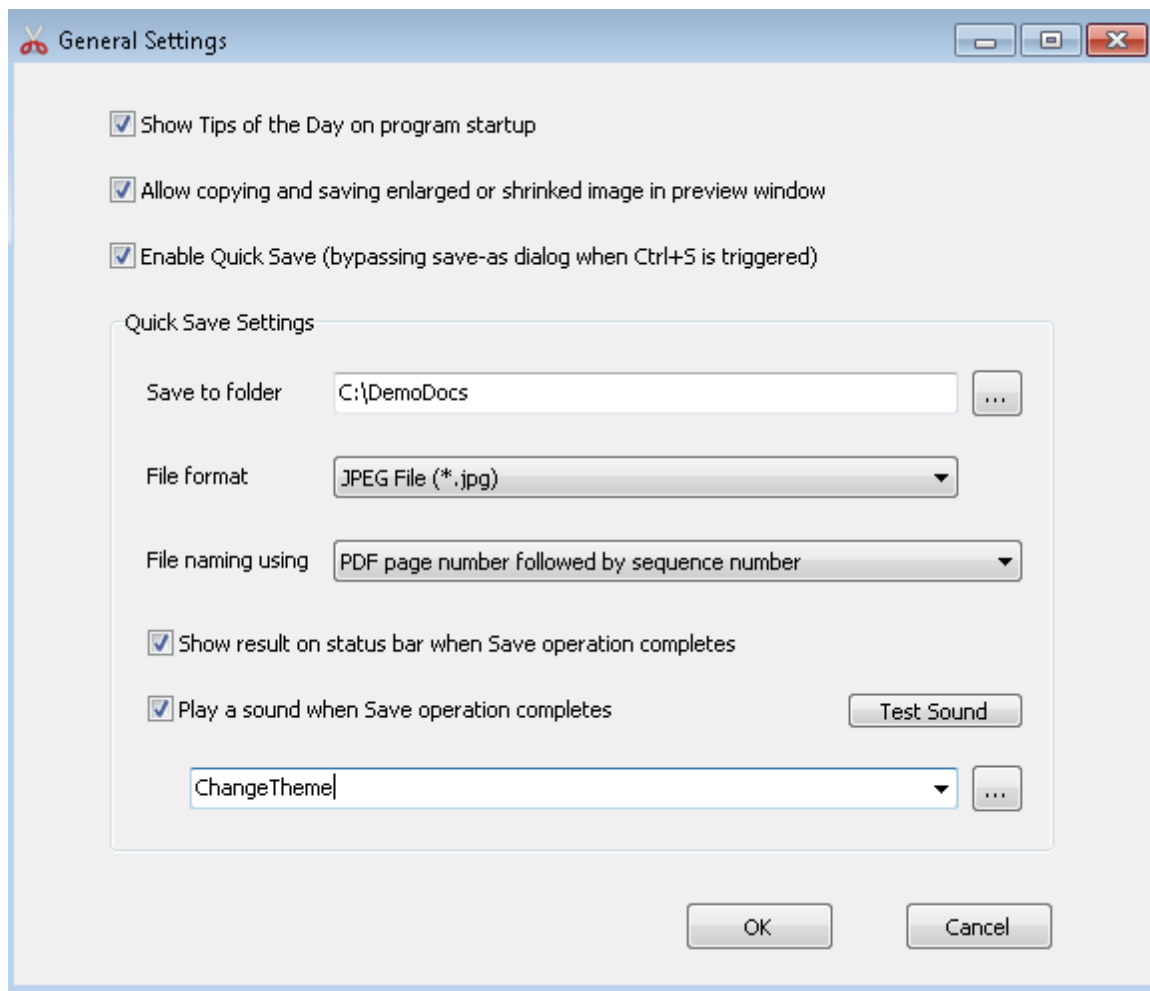 General Settings
Show Tips of the Day on program startup
Allow copying and saving enlarged or shrinked image in preview window
Enable Quick Save (bypassing save-as dialog when Ctrl+S is triggered)
Quick Save Settings
Save to folder C:\DemoDocs ...
File format JPEG File (*.jpg)
File naming using PDF page number followed by sequence number
Show result on status bar when Save operation completes
Play a sound when Save operation completes Test Sound
ChangeTheme ...
OK Cancel